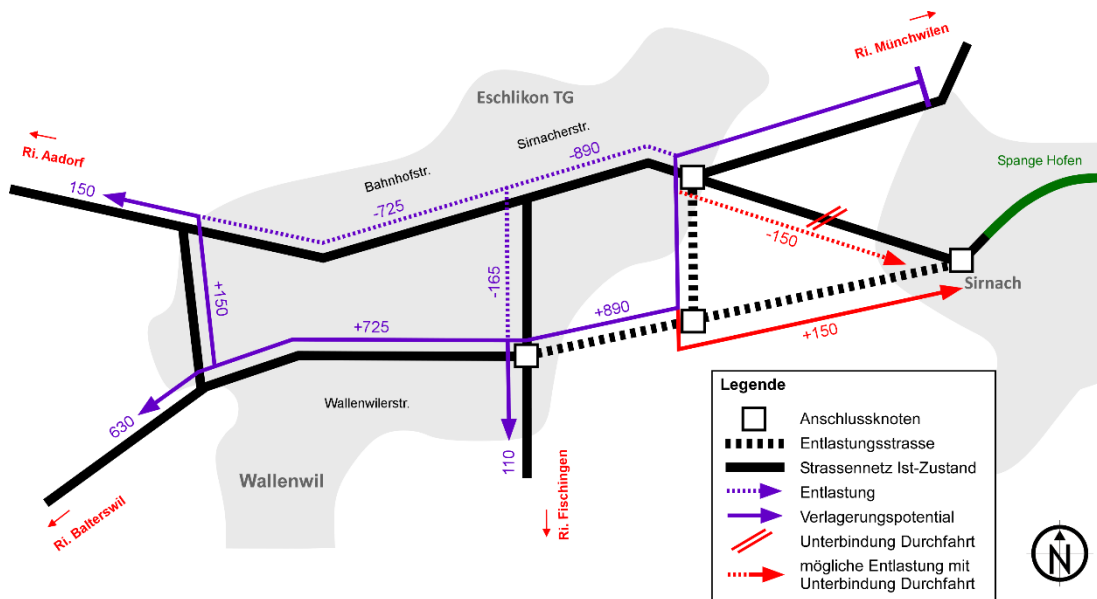 Ri. Münchwilen
Eschlikon TG
Sirnacherstr.
-890
Ri. Aadorf
Bahnhofstr.
Spange Hofen
150
-725
-150
-165
+150
Sirnach
+890
+725
+150
Legende
Anschlussknoten
Wallenwilerstr.
630
Entlastungsstrasse
110
Strassennetz Ist-Zustand
Wallenwil
Entlastung
Ri. Balterswil
Ri. Fischingen
Verlagerungspotential
Unterbindung Durchfahrt
mögliche Entlastung mit
Unterbindung Durchfahrt
N